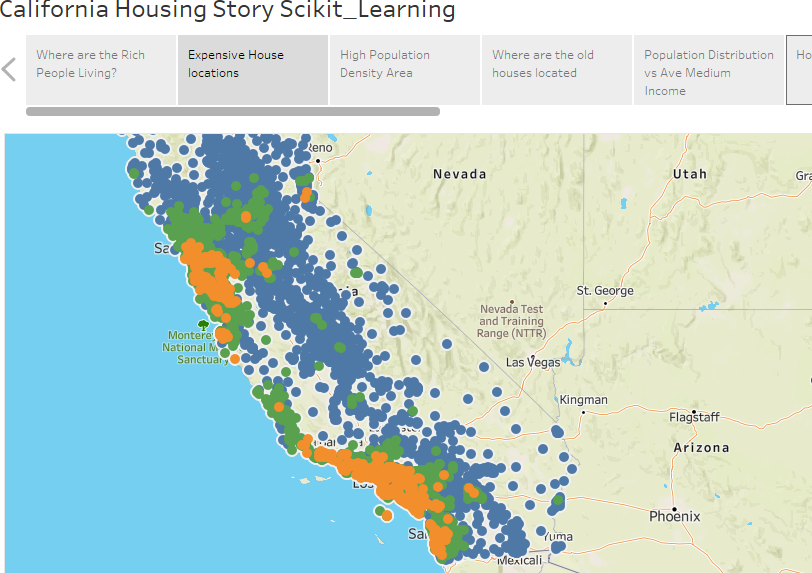 California Housing Story Scikit_Learning
Where are the Rich
People Living?
Expensive House
locations
High Population
Density Area
Where are the old
houses located
Population Distribution
vs Ave Medium
Income
Ho
Reno
Nevada
Utah
Gra
Sa
ia
St. George
Nevada Test
and Training
Range (NTTR)
Montere
National M
Sanctuary
Las Vegas
Kingman
Flagstaff
Arizona
Los
Phoenix
Sa
Yuma
Mexicali